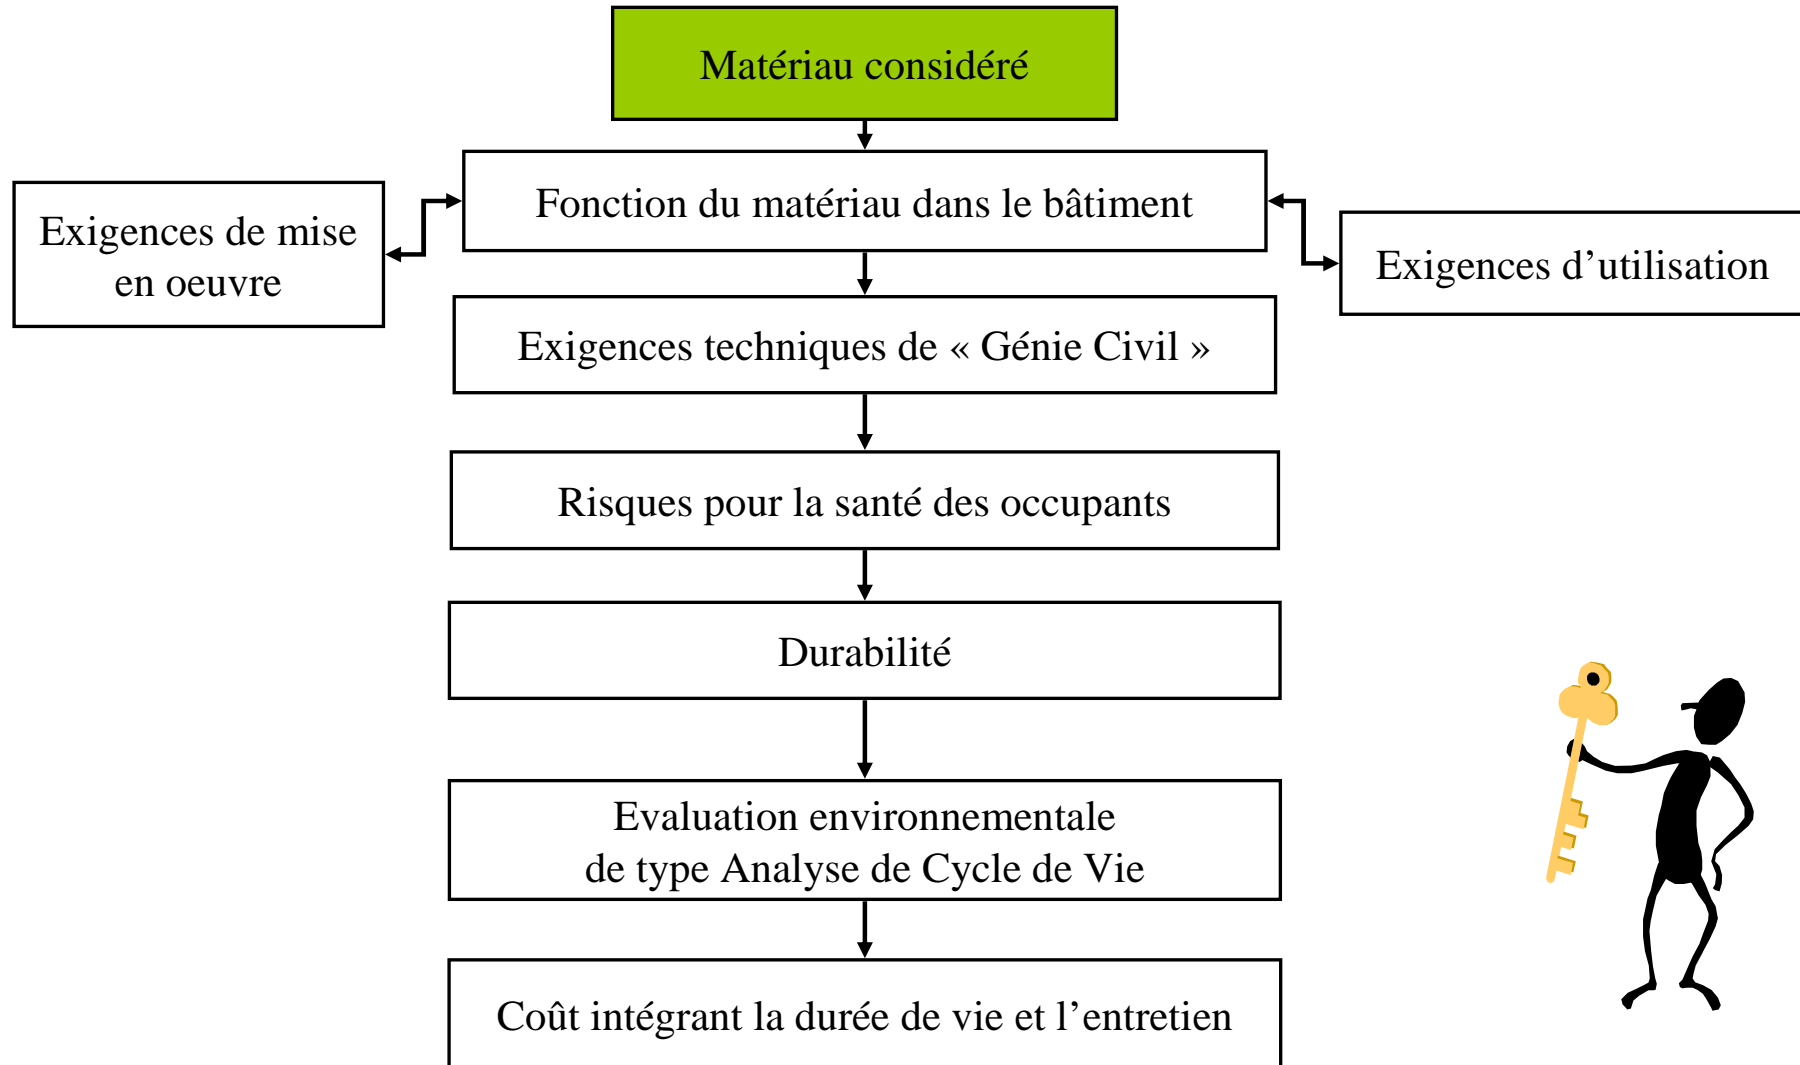 Matériau considéré
Fonction du matériau dans le bâtiment
Exigences de mise
en oeuvre
Exigences d’utilisation
Exigences techniques de « Génie Civil »
Risques pour la santé des occupants
Durabilité
Evaluation environnementale
de type Analyse de Cycle de Vie
Coût intégrant la durée de vie et l’entretien